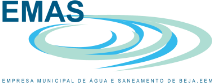 EMAS
EMPRESA MUNICIPAL DE ÁGUA E SANEAMENTO DE BEJA, EEM